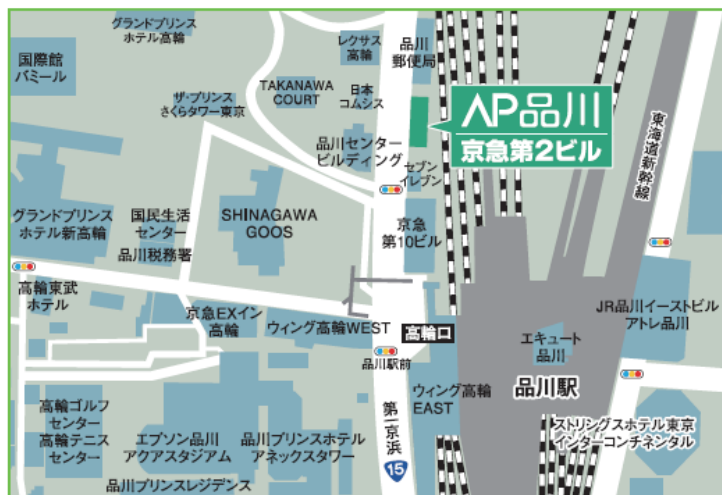 グランドプリンス
ホテル高輪
国際館
パミール
レクサス
高輪
品川
郵便局
TAKANAWA
COURT
日本
コムシス
ザ・プリンス
さくらタワー東京
AP品川
京急第2ビル
品川センター
ビルディング
セブン
イレブン
東海道新幹線
グランドプリンス
ホテル新高輪
国民生活
センター
品川税務署
SHINAGAWA
GOOS
京急
第10ビル
高輪東武
ホテル
京急EXイン
高輪
ウィング高輪WEST
高輪口
品川駅前
エキュート
品川
JR品川イーストビル
アトレ品川
ウィング高輪
EAST
品川駅
第一京浜
15
高輪ゴルフ
センター
高輪テニス
センター
エプソン品川
アクアスタジアム
品川プリンスホテル
アネックスタワー
ストリングスホテル東京
インターコンチネンタル
品川プリンスレジデンス